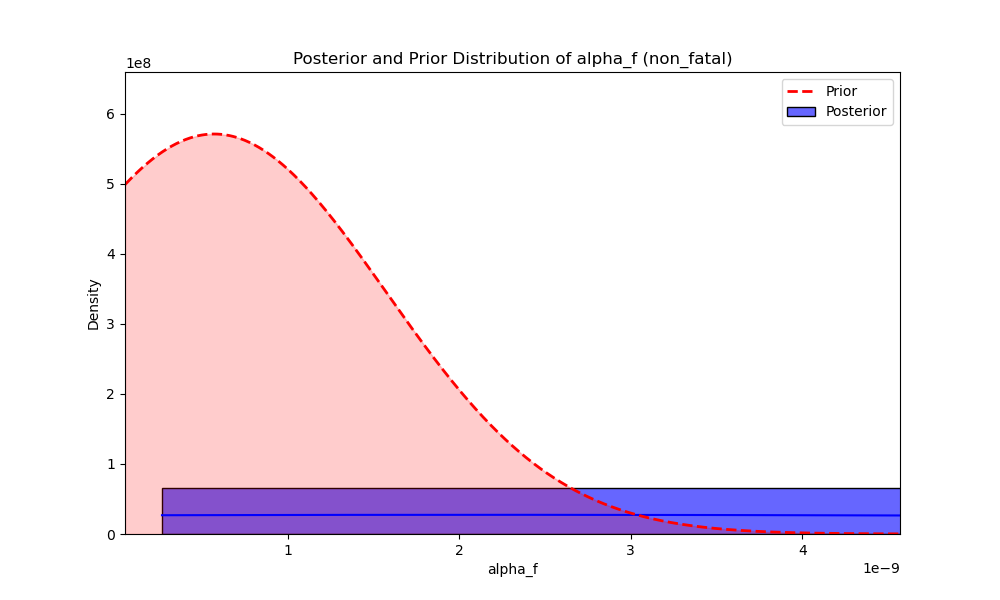 Posterior and Prior Distribution of alpha_f (non_fatal)
1e8
Prior
Posterior
6
5
4
3
2
1
0
Density
1 2 3 4
1e−9
alpha_f